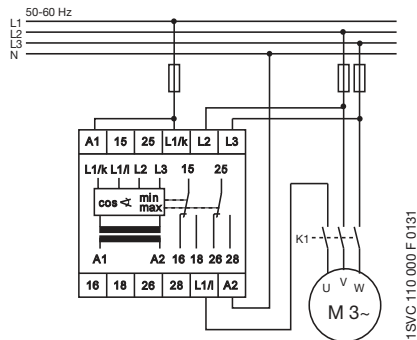 50-60 Hz
L1
L2
L3
N
A1 15 25 L1/k L2 L3
L1/k L1/l L2 L3 15 25
cos ∢ min
max
A1 A2 16 18 26 28
16 18 26 28 L1/l A2
K1
U V W
M 3~
1SVC 110 000 F 0131